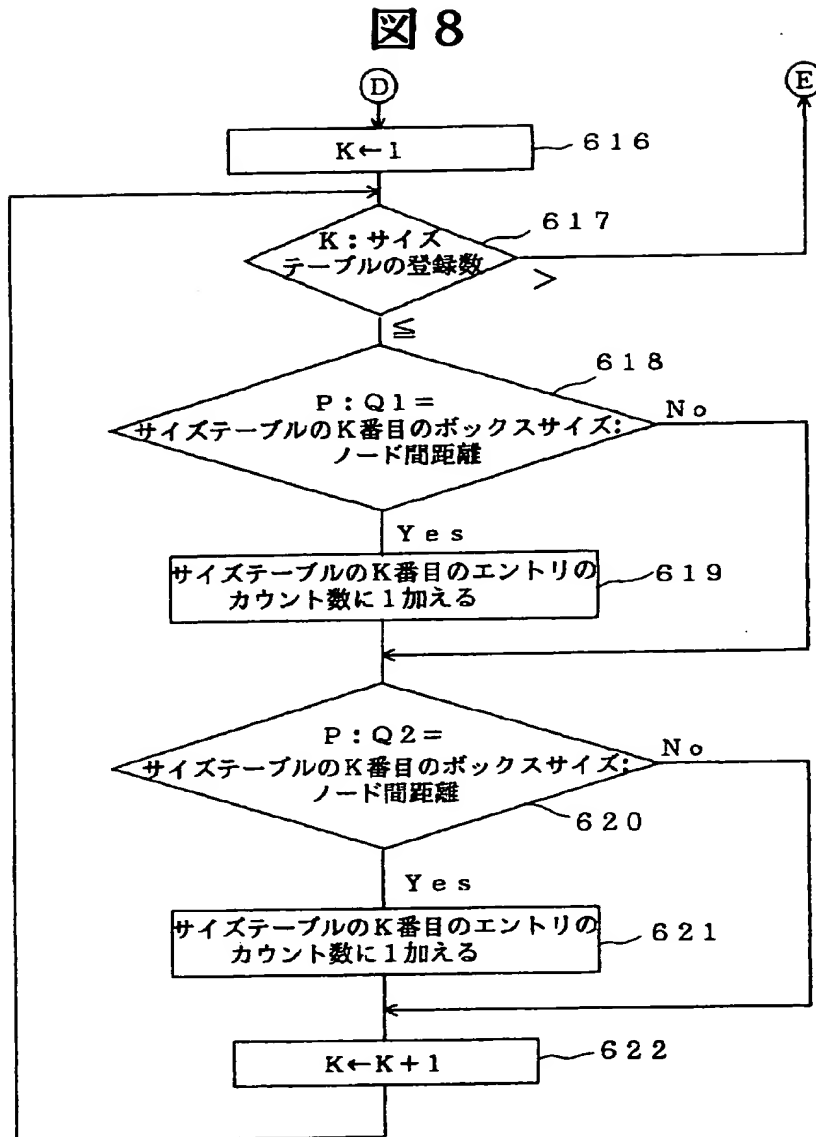 図8
D
E
K←1
616
K:サイズ
テーブルの登録数
617
>
≦
618
P:Q1=
サイズテーブルのK番目のボックスサイズ:
ノード間距離
No
Yes
サイズテーブルのK番目のエントリの
カウント数に1加える
619
P:Q2=
サイズテーブルのK番目のボックスサイズ:
ノード間距離
No
620
Yes
サイズテーブルのK番目のエントリの
カウント数に1加える
621
K←K+1
622